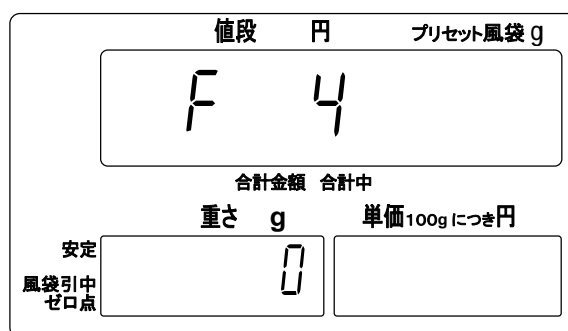 値段 円 プリセット風袋 g
F 4
合計金額 合計中
重さ g 単価100gにつき円
安定
0
風袋引中
ゼロ点